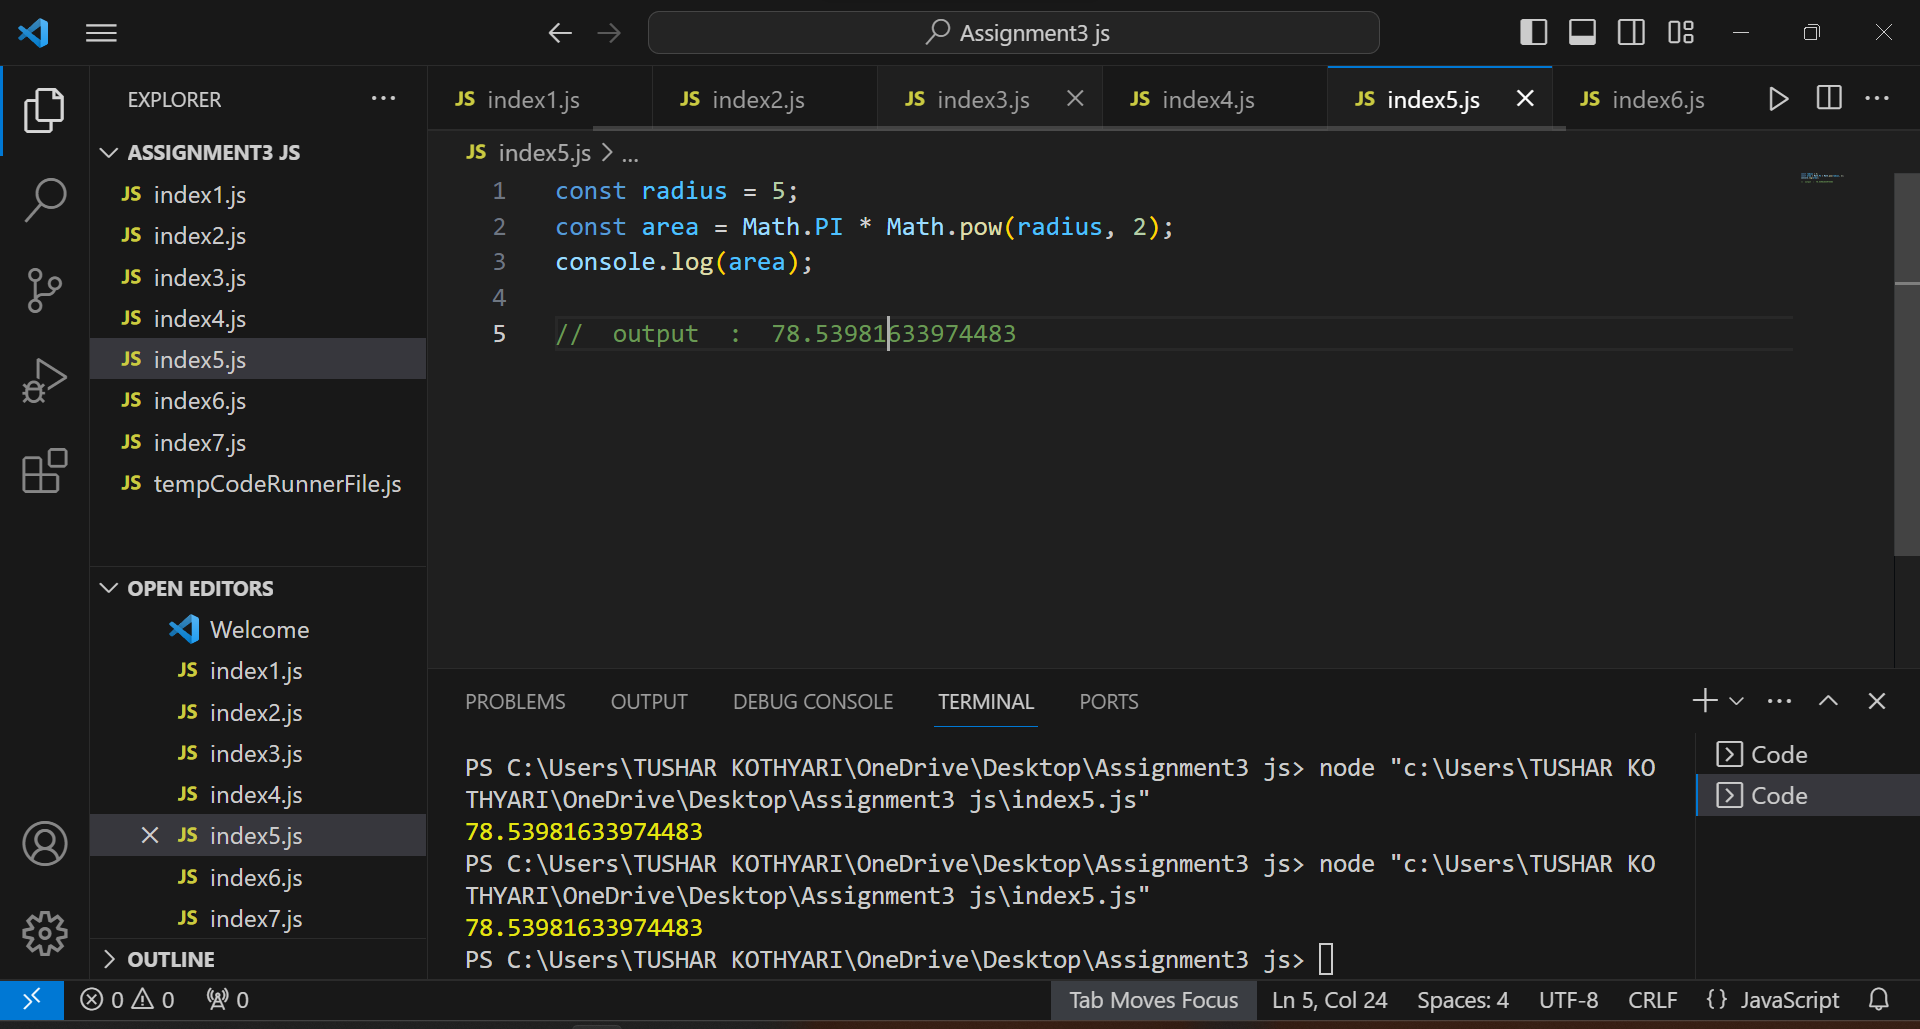 Assignment3 js
EXPLORER
ASSIGNMENT3 JS
JS index1.js
JS index2.js
JS index3.js
JS index4.js
JS index5.js
JS index6.js
JS index7.js
JS tempCodeRunnerFile.js
OPEN EDITORS
Welcome
JS index1.js
JS index2.js
JS index3.js
JS index4.js
JS index5.js
JS index6.js
JS index7.js
OUTLINE
JS index1.js JS index2.js JS index3.js JS index4.js JS index5.js JS index6.js
JS index5.js > ...
1 const radius = 5;
2 const area = Math.PI * Math.pow(radius, 2);
3 console.log(area);
4
5 //  output  :  78.53981633974483
PROBLEMS OUTPUT DEBUG CONSOLE TERMINAL PORTS
PS C:\Users\TUSHAR KOTHYARI\OneDrive\Desktop\Assignment3 js> node "c:\Users\TUSHAR KO
THYARI\OneDrive\Desktop\Assignment3 js\index5.js"
78.53981633974483
PS C:\Users\TUSHAR KOTHYARI\OneDrive\Desktop\Assignment3 js> node "c:\Users\TUSHAR KO
THYARI\OneDrive\Desktop\Assignment3 js\index5.js"
78.53981633974483
PS C:\Users\TUSHAR KOTHYARI\OneDrive\Desktop\Assignment3 js>
Code
Code
0 0 0 Tab Moves Focus Ln 5, Col 24 Spaces: 4 UTF-8 CRLF {} JavaScript